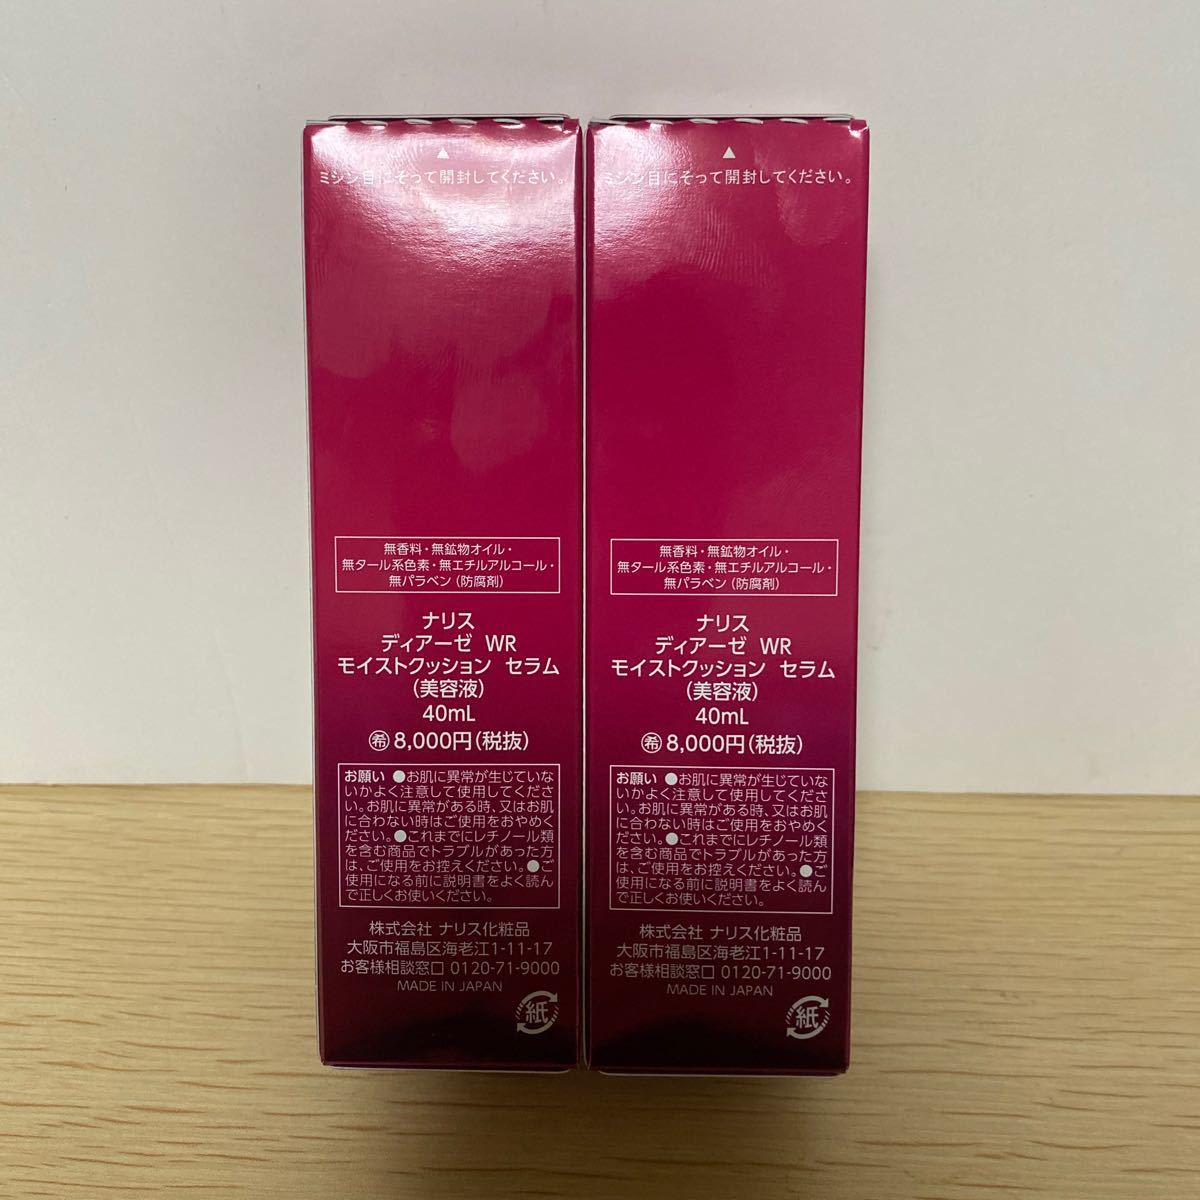 ▲
ミシン目にそって開封してください。
無香料・無鉱物オイル・
無タール系色素・無エチルアルコール・
無パラベン(防腐剤)
ナリス
ディアーゼ WR
モイストクッション セラム
(美容液)
40mL
㊒希 8,000円(税抜)
お願い ●お肌に異常が生じていな
いかよく注意して使用してくださ
い。お肌に異常がある時、又はお肌
に合わない時はご使用をおやめく
ださい。●これまでにレチノール類
を含む商品でトラブルがあった方
は、ご使用をお控えください。●ご
使用になる前に説明書をよく読ん
で正しくお使いください。
株式会社 ナリス化粧品
大阪市福島区海老江1-11-17
お客様相談窓口 0120-71-9000
MADE IN JAPAN
紙
▲
ミシン目にそって開封してください。
無香料・無鉱物オイル・
無タール系色素・無エチルアルコール・
無パラベン(防腐剤)
ナリス
ディアーゼ WR
モイストクッション セラム
(美容液)
40mL
希 8,000円(税抜)
お願い ●お肌に異常が生じていな
いかよく注意して使用してくださ
い。お肌に異常がある時、又はお肌
に合わない時はご使用をおやめく
ださい。●これまでにレチノール類
を含む商品でトラブルがあった方
は、ご使用をお控えください。●ご
使用になる前に説明書をよく読ん
で正しくお使いください。
株式会社 ナリス化粧品
大阪市福島区海老江1-11-17
お客様相談窓口 0120-71-9000
MADE IN JAPAN
紙